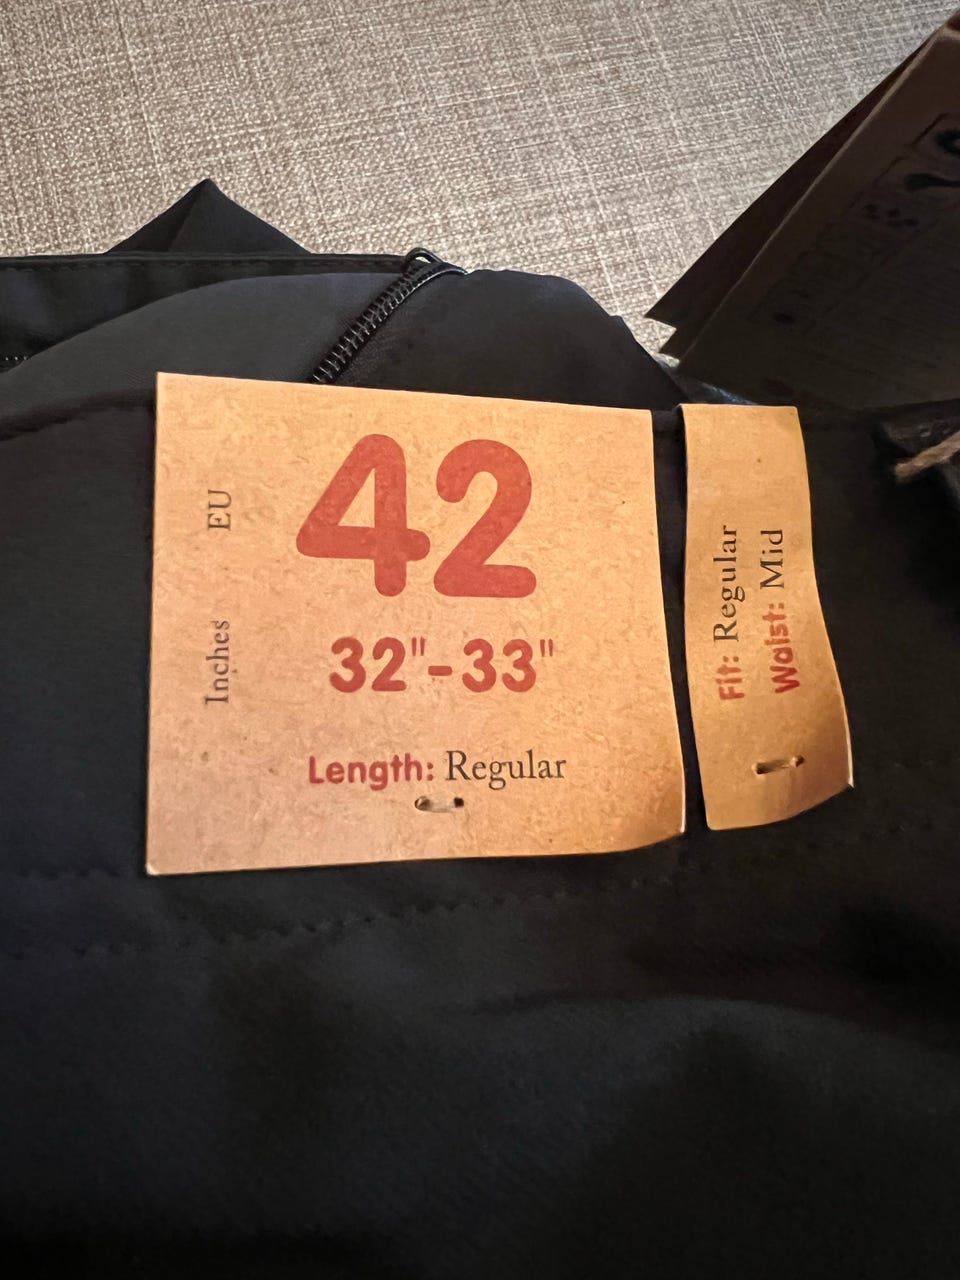 EU
42
Inches
32"-33"
Length: Regular
Fit: Regular
Waist: Mid